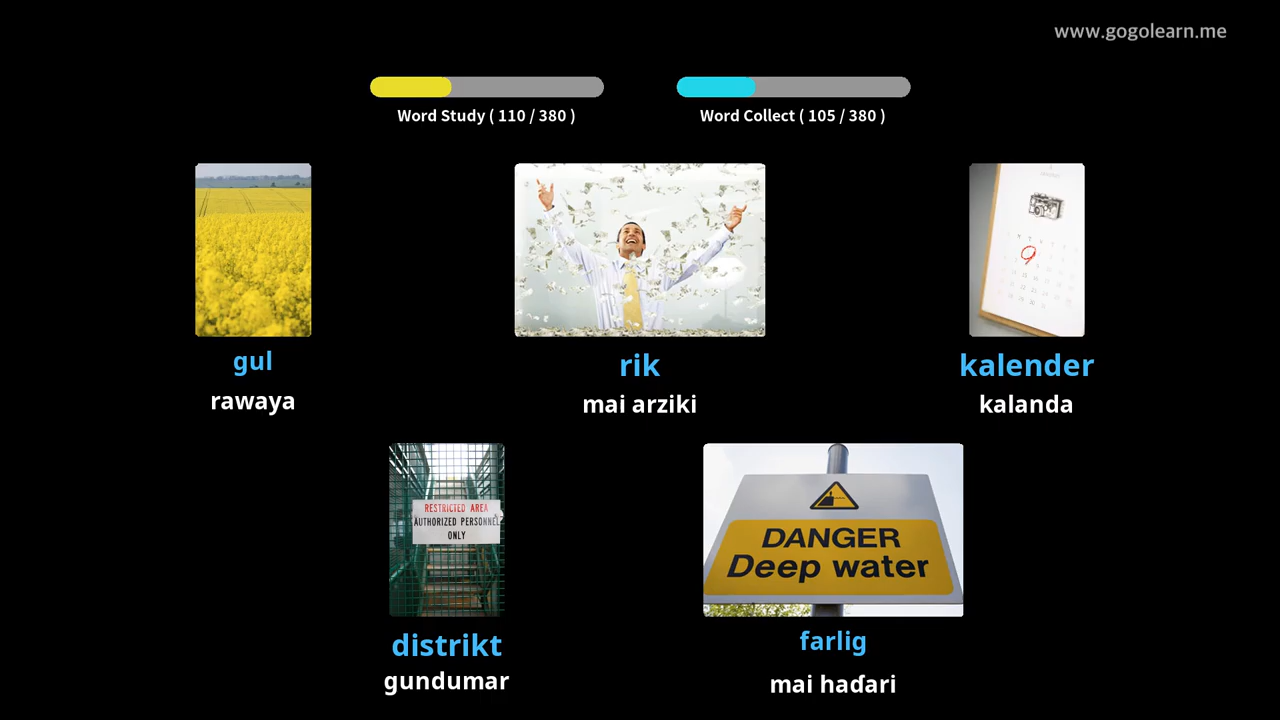 www.gogolearn.me
Word Study ( 110 / 380 )
Word Collect ( 105 / 380 )
gul
rawaya
rik
mai arziki
kalender
kalanda
RESTRICTED AREA
AUTHORIZED PERSONNEL
ONLY
distrikt
gundumar
DANGER
Deep water
farlig
mai haɗari